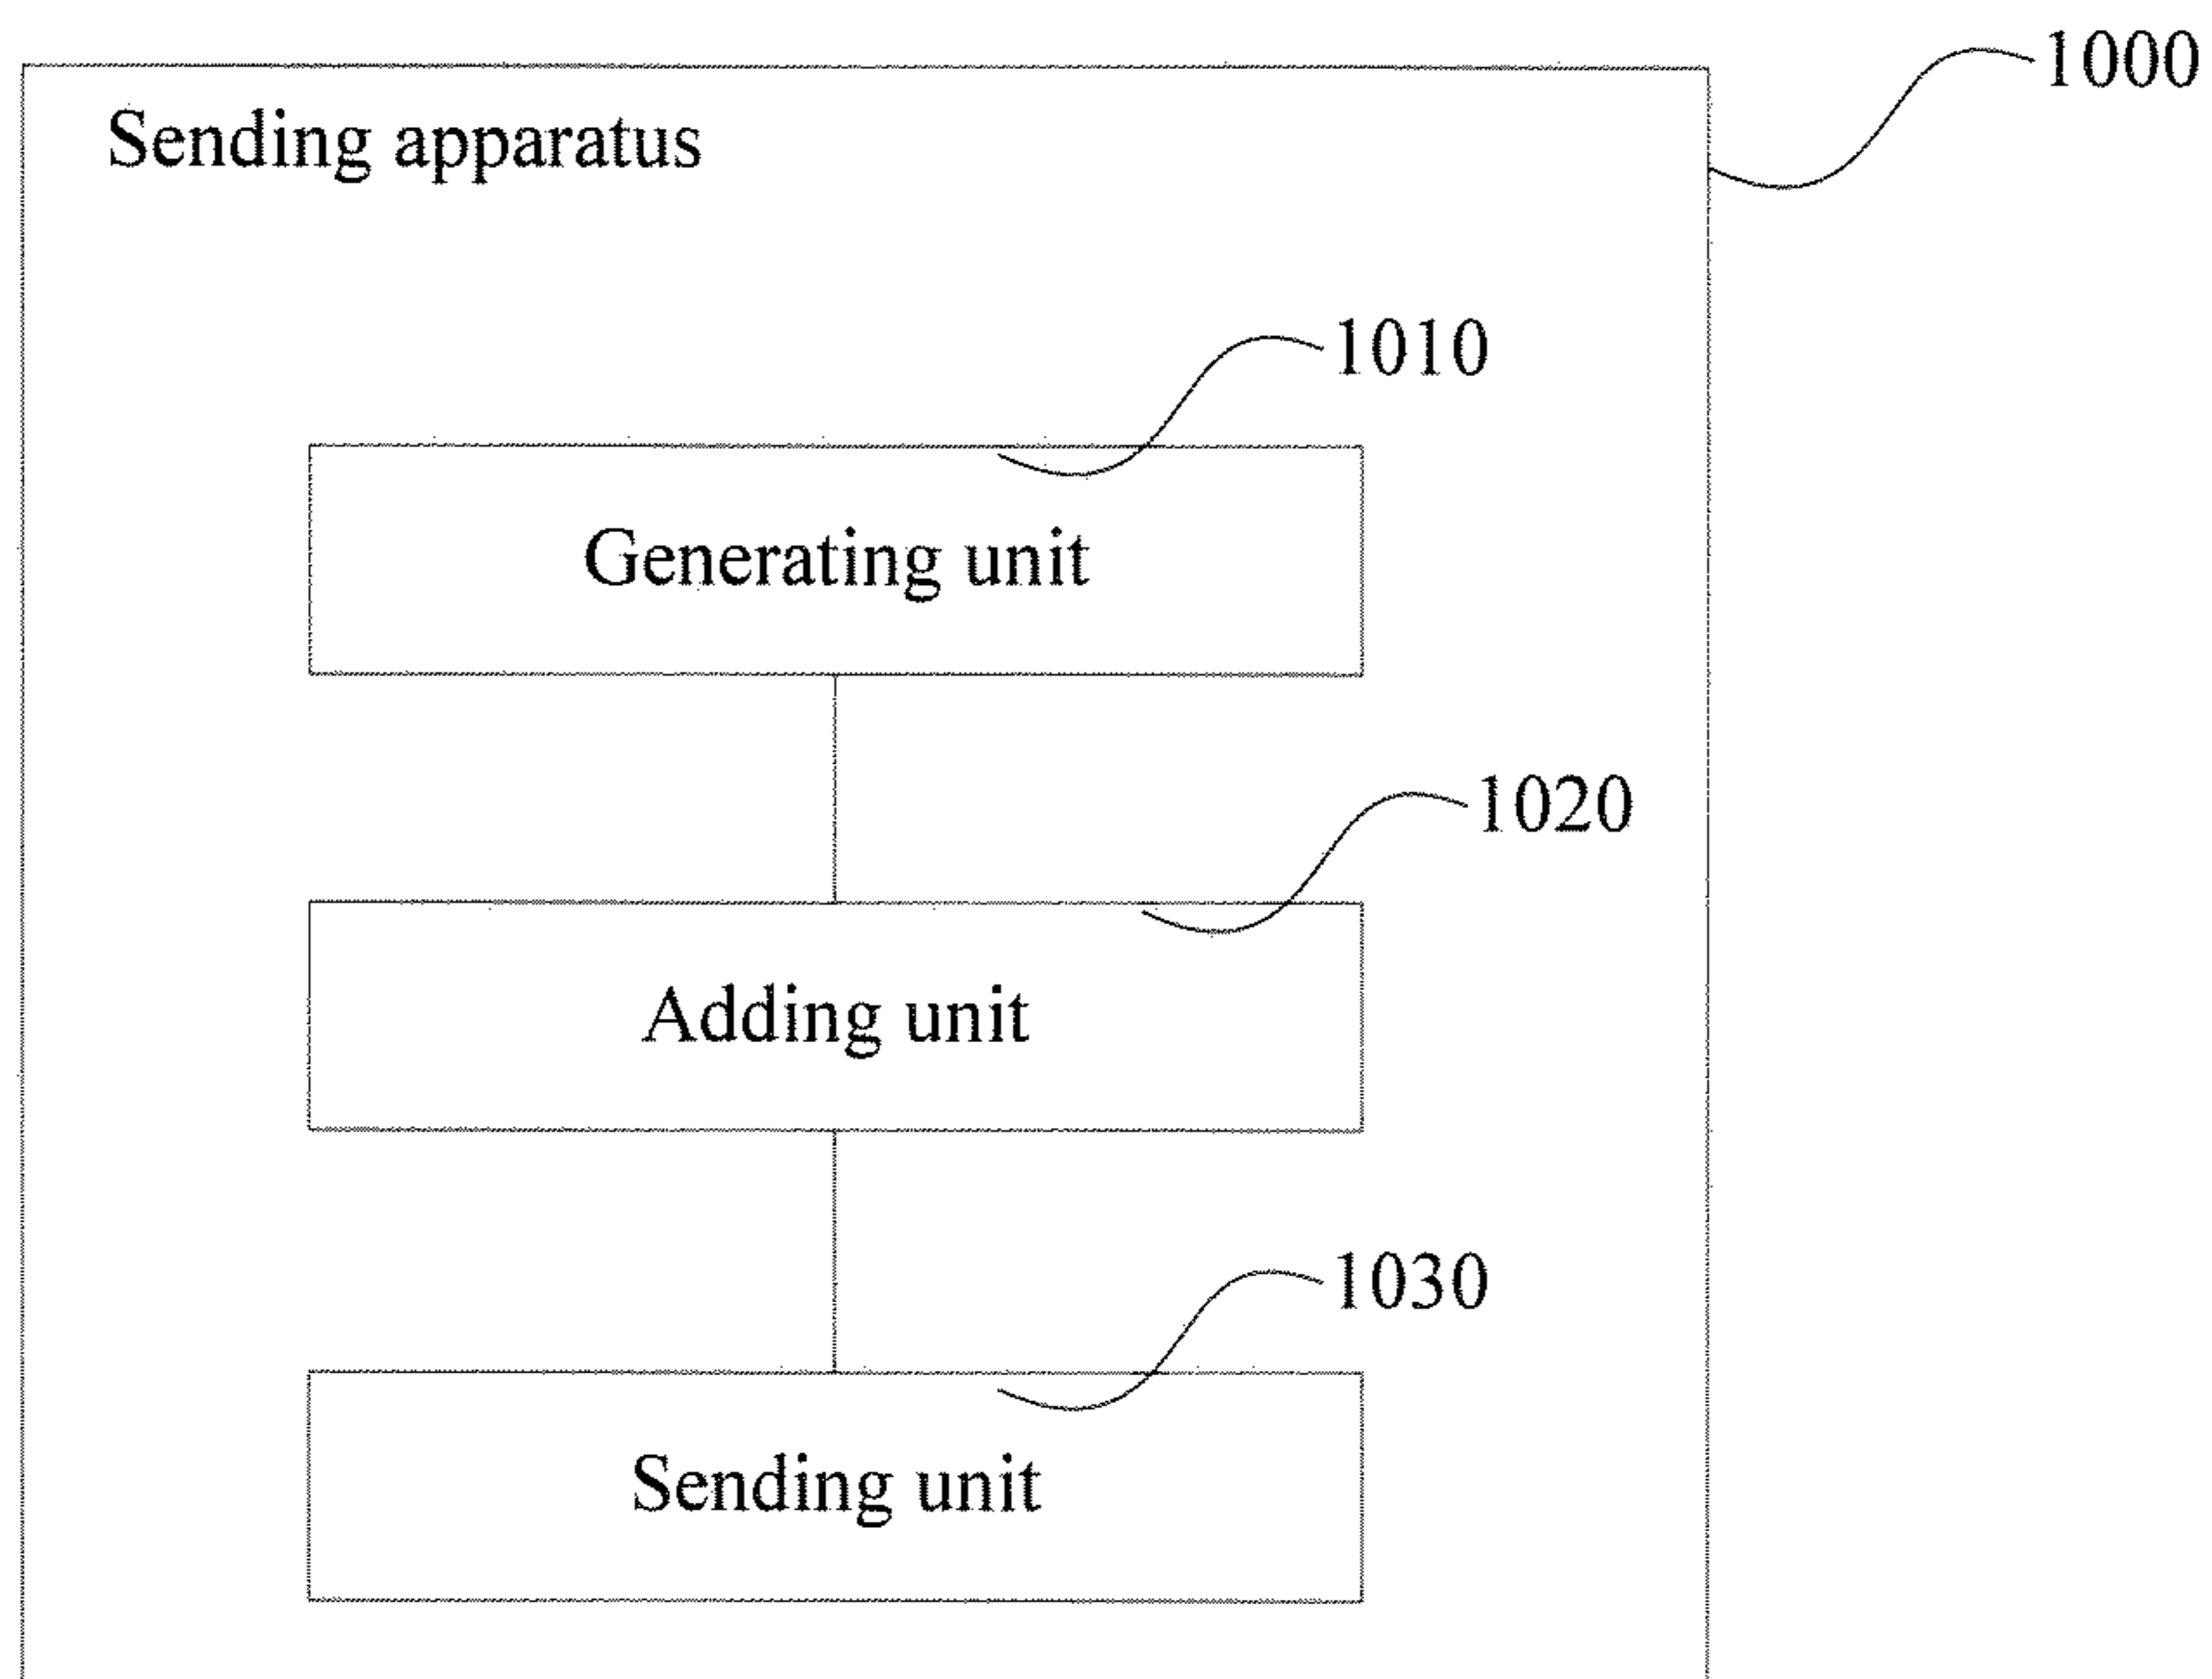 1000
Sending apparatus
1010
Generating unit
1020
Adding unit
1030
Sending unit